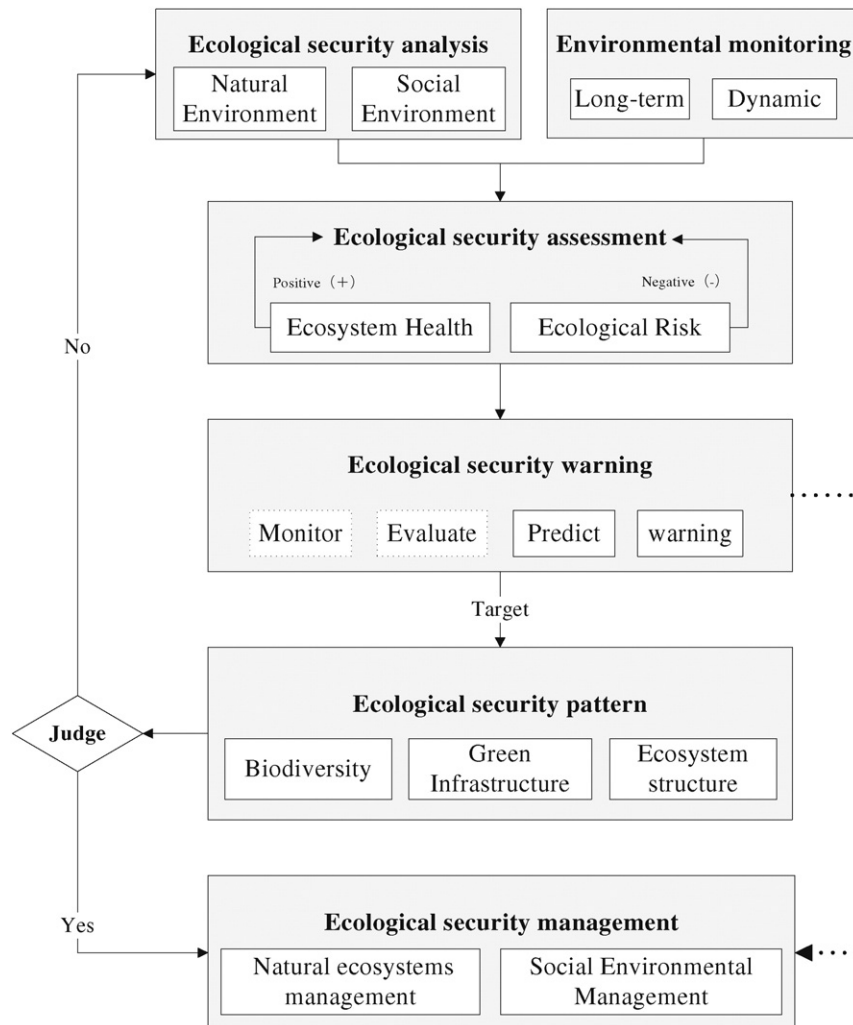 Ecological security analysis
Natural
Environment
Social
Environment
Environmental monitoring
Long-term
Dynamic
Ecological security assessment
Positive (+)
Negative (-)
Ecosystem Health
Ecological Risk
No
Ecological security warning
Monitor
Evaluate
Predict
warning
Target
Ecological security pattern
Judge
Biodiversity
Green
Infrastructure
Ecosystem
structure
Yes
Ecological security management
Natural ecosystems
management
Social Environmental
Management